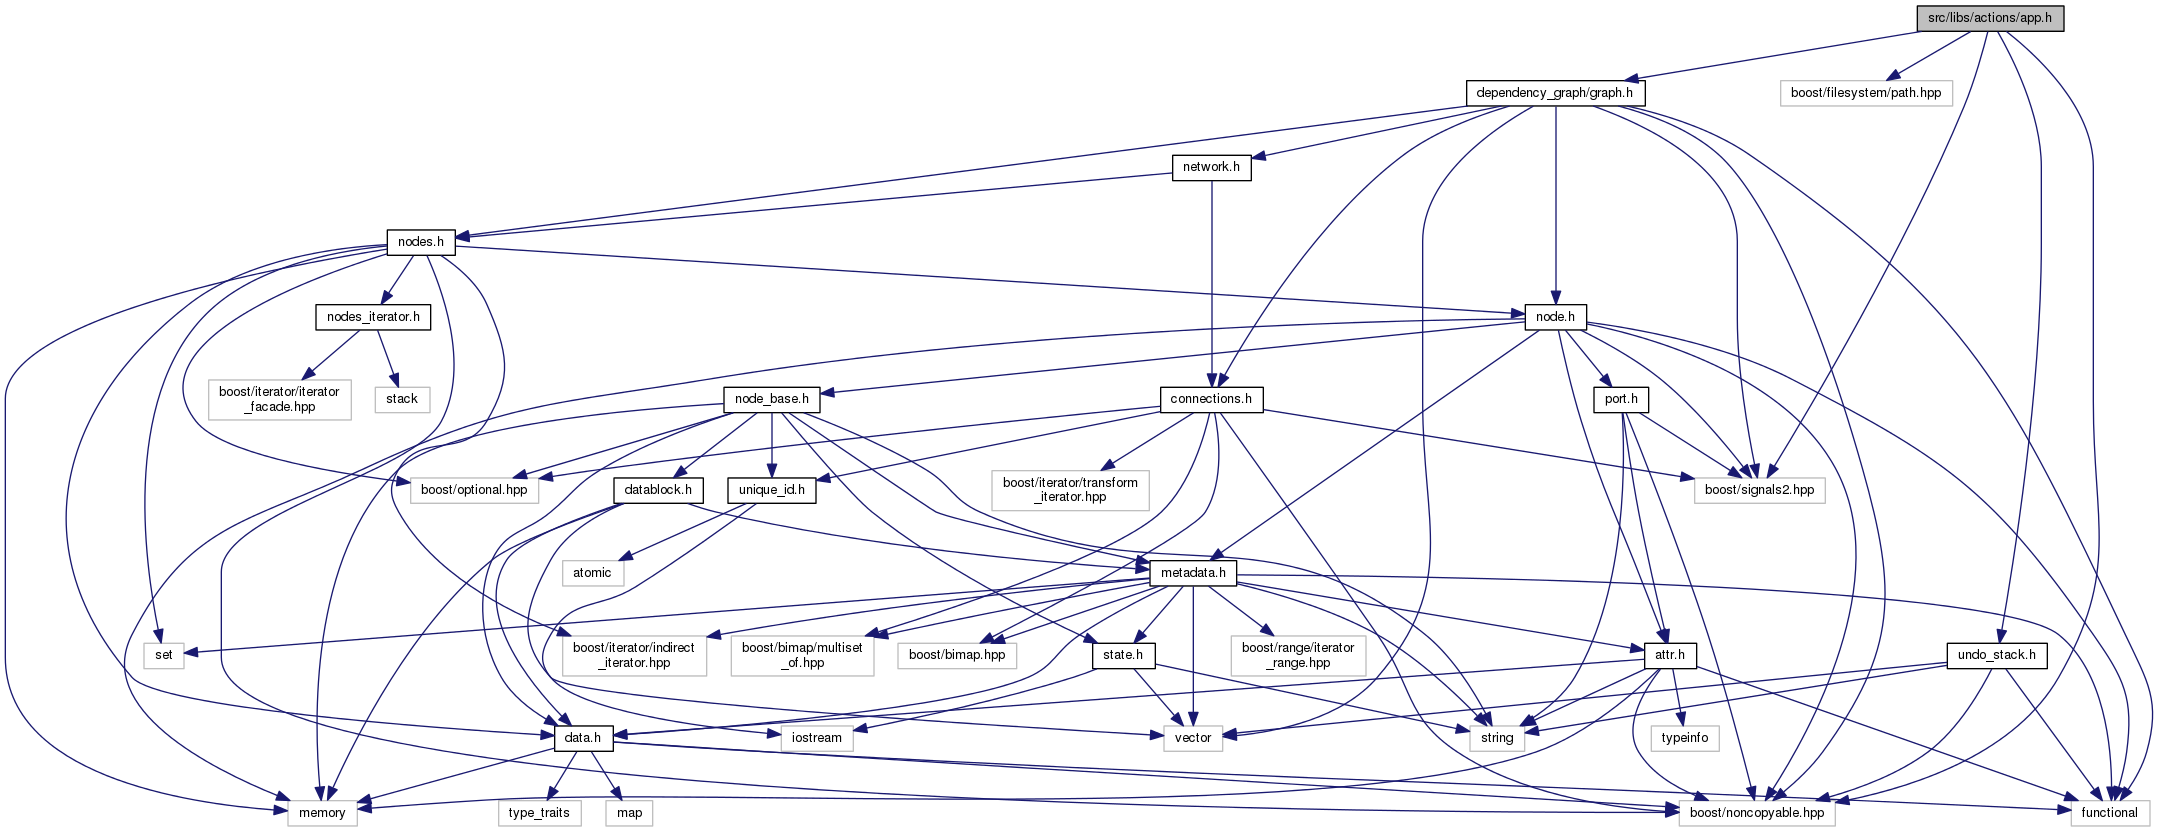 src/libs/actions/app.h
dependency_graph/graph.h
boost/filesystem/path.hpp
network.h
nodes.h
nodes_iterator.h
node.h
boost/iterator/iterator
_facade.hpp
stack
node_base.h
connections.h
port.h
boost/optional.hpp
datablock.h
unique_id.h
boost/iterator/transform
_iterator.hpp
boost/signals2.hpp
atomic
metadata.h
set
boost/iterator/indirect
_iterator.hpp
boost/bimap/multiset
_of.hpp
boost/bimap.hpp
state.h
boost/range/iterator
_range.hpp
attr.h
undo_stack.h
data.h
iostream
vector
string
typeinfo
memory
type_traits
map
boost/noncopyable.hpp
functional